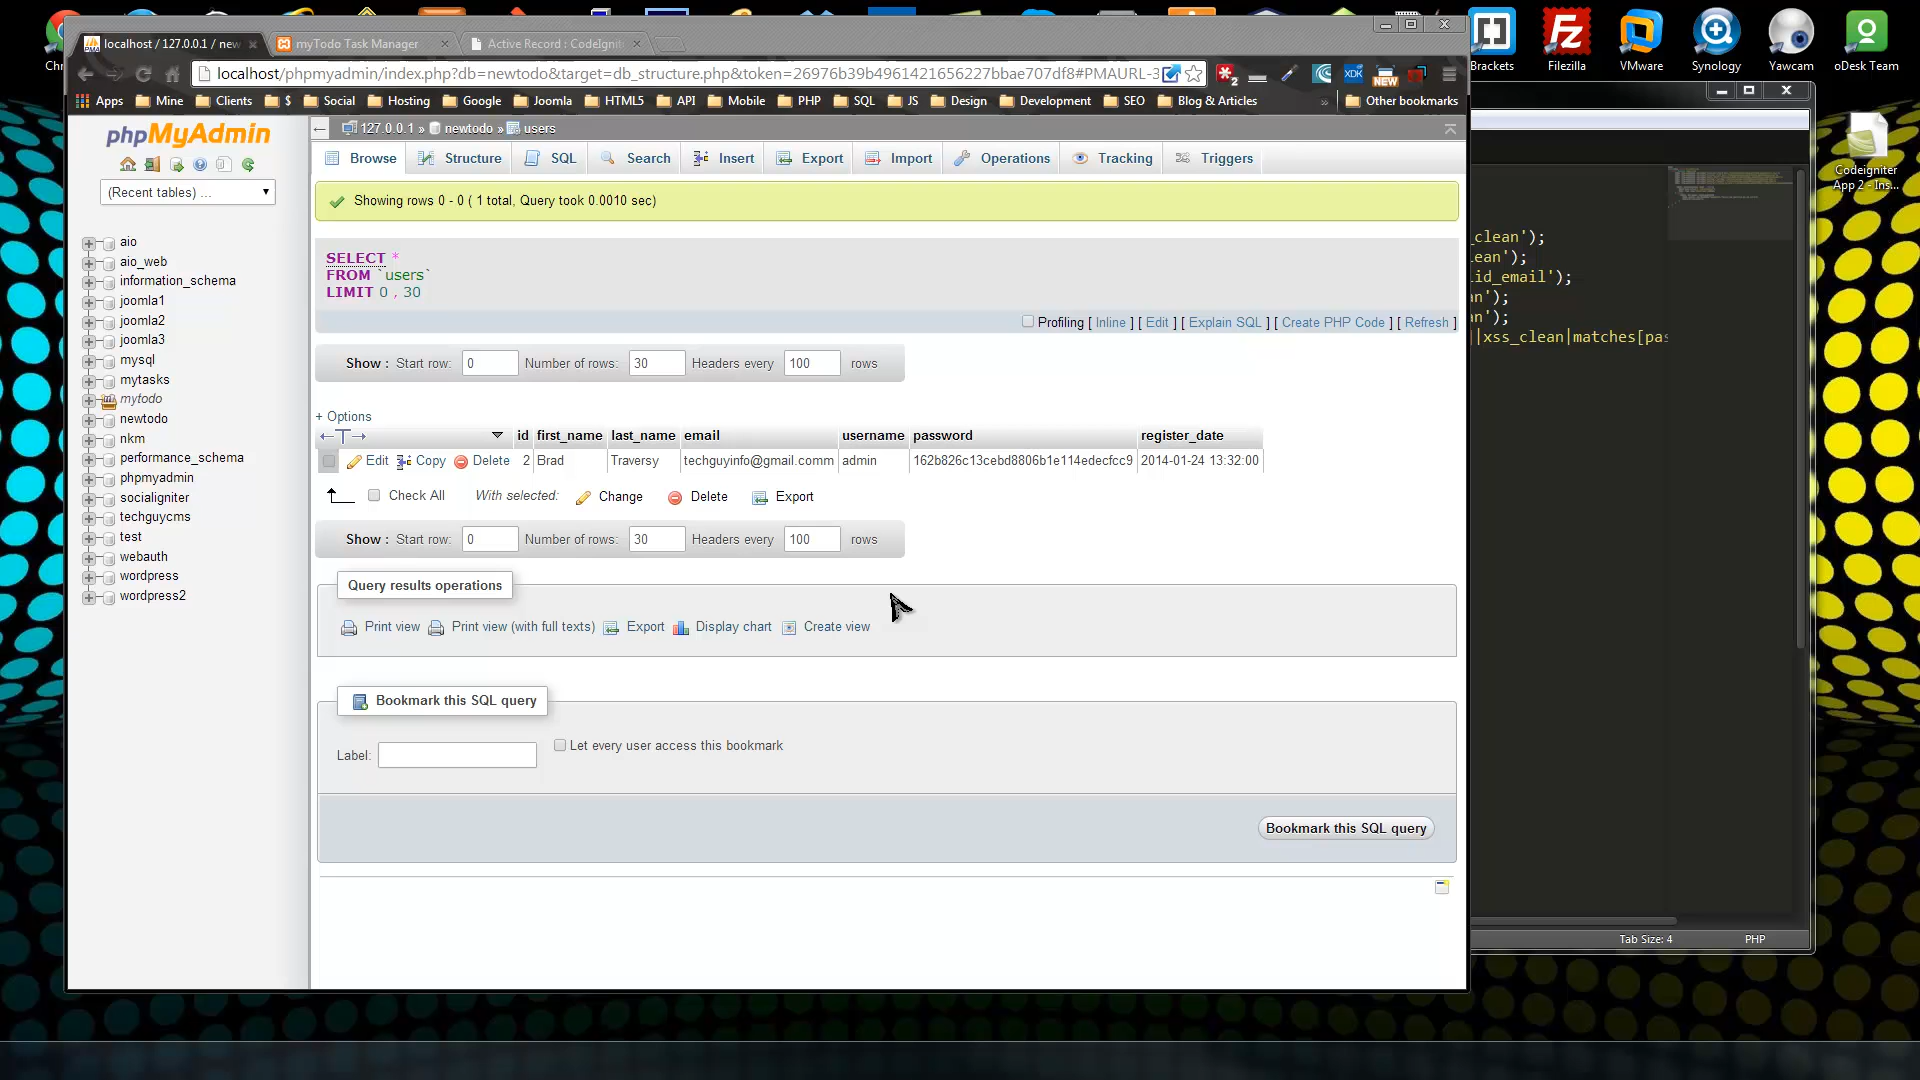 localhost / 127.0.0.1 / new
myTodo Task Manager
Active Record : CodeIgnit
localhost/phpmyadmin/index.php?db=newtodo&target=db_structure.php&token=26976b39b4961421656227bbae707df8#PMAURL-3
Apps Mine Clients $ Social Hosting Google Joomla HTML5 API Mobile PHP SQL JS Design Development SEO Blog & Articles » Other bookmarks
Brackets
Filezilla
VMware
Synology
Yawcam
oDesk Team
Codeigniter
App 2 - Ins...
phpMyAdmin
(Recent tables) ...
aio
aio_web
information_schema
joomla1
joomla2
joomla3
mysql
mytasks
mytodo
newtodo
nkm
performance_schema
phpmyadmin
socialigniter
techguycms
test
webauth
wordpress
wordpress2
127.0.0.1 » newtodo » users
Browse Structure SQL Search Insert Export Import Operations Tracking Triggers
Showing rows 0 - 0 ( 1 total, Query took 0.0010 sec)
SELECT *
FROM `users`
LIMIT 0 , 30
Profiling [ Inline ] [ Edit ] [ Explain SQL ] [ Create PHP Code ] [ Refresh ]
Show : Start row: 0 Number of rows: 30 Headers every 100 rows
+ Options
id first_name last_name email username password register_date
Edit Copy Delete 2 Brad Traversy techguyinfo@gmail.comm admin 162b826c13cebd8806b1e114edecfcc9 2014-01-24 13:32:00
Check All With selected: Change Delete Export
Show : Start row: 0 Number of rows: 30 Headers every 100 rows
Query results operations
Print view Print view (with full texts) Export Display chart Create view
Bookmark this SQL query
Label:
Let every user access this bookmark
Bookmark this SQL query
_clean');
lean');
lid_email');
an');
an');
||xss_clean|matches[pas
Tab Size: 4
PHP